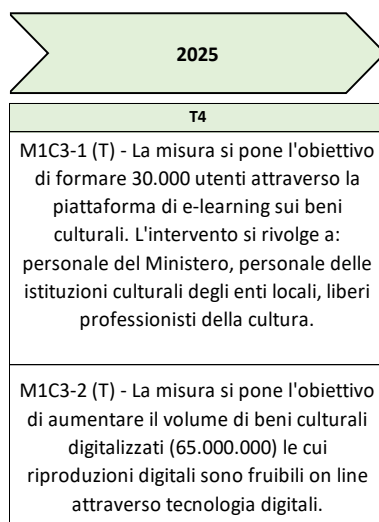 2025
T4
M1C3-1 (T) - La misura si pone l'obiettivo
di formare 30.000 utenti attraverso la
piattaforma di e-learning sui beni
culturali. L'intervento si rivolge a:
personale del Ministero, personale delle
istituzioni culturali degli enti locali, liberi
professionisti della cultura.
M1C3-2 (T) - La misura si pone l'obiettivo
di aumentare il volume di beni culturali
digitalizzati (65.000.000) le cui
riproduzioni digitali sono fruibili on line
attraverso tecnologia digitali.